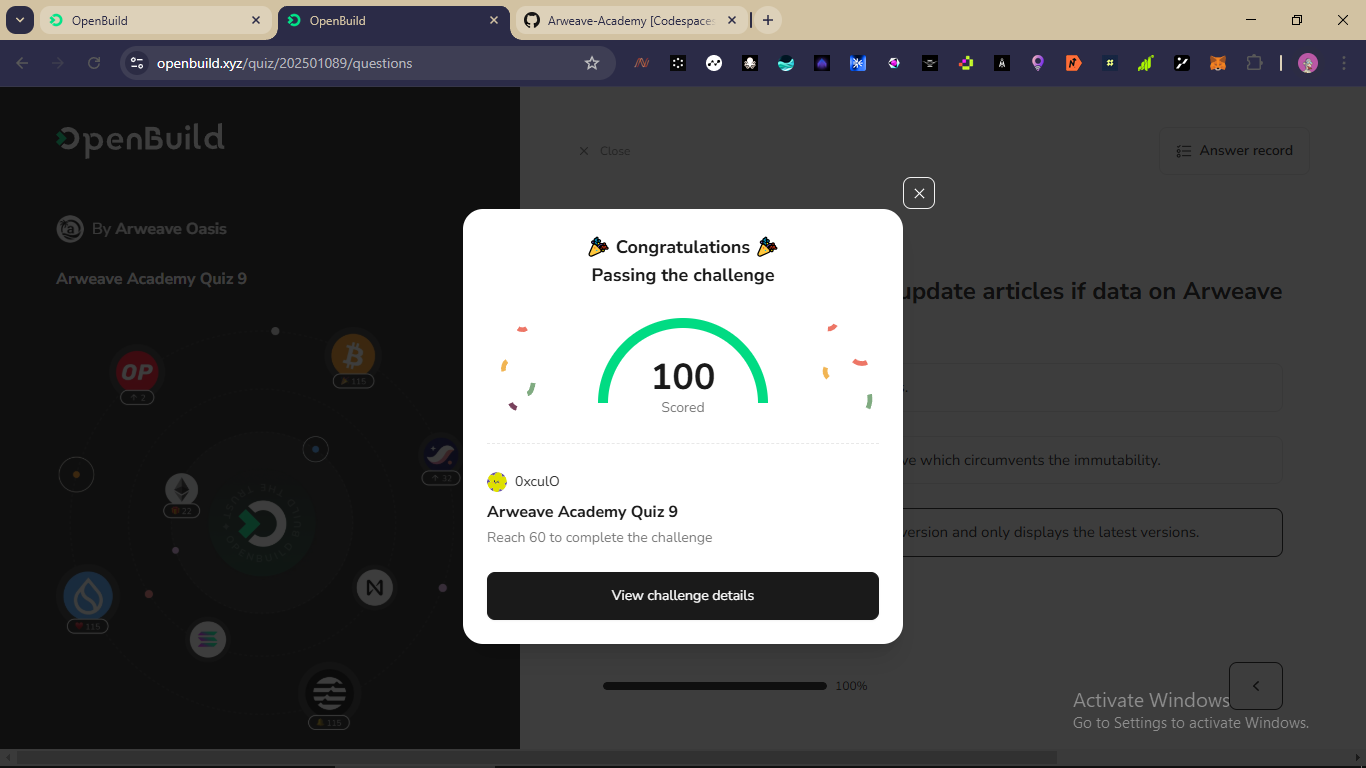 OpenBuild
OpenBuild
Arweave-Academy [Codespaces
openbuild.xyz/quiz/202501089/questions
OpenBuild
Close
Answer record
By Arweave Oasis
Arweave Academy Quiz 9
update articles if data on Arweave
Congratulations
Passing the challenge
100
Scored
0xculO
Arweave Academy Quiz 9
Reach 60 to complete the challenge
View challenge details
ve which circumvents the immutability.
version and only displays the latest versions.
OP
2
115
32
22
115
115
100%
Activate Windows
Go to Settings to activate Windows.